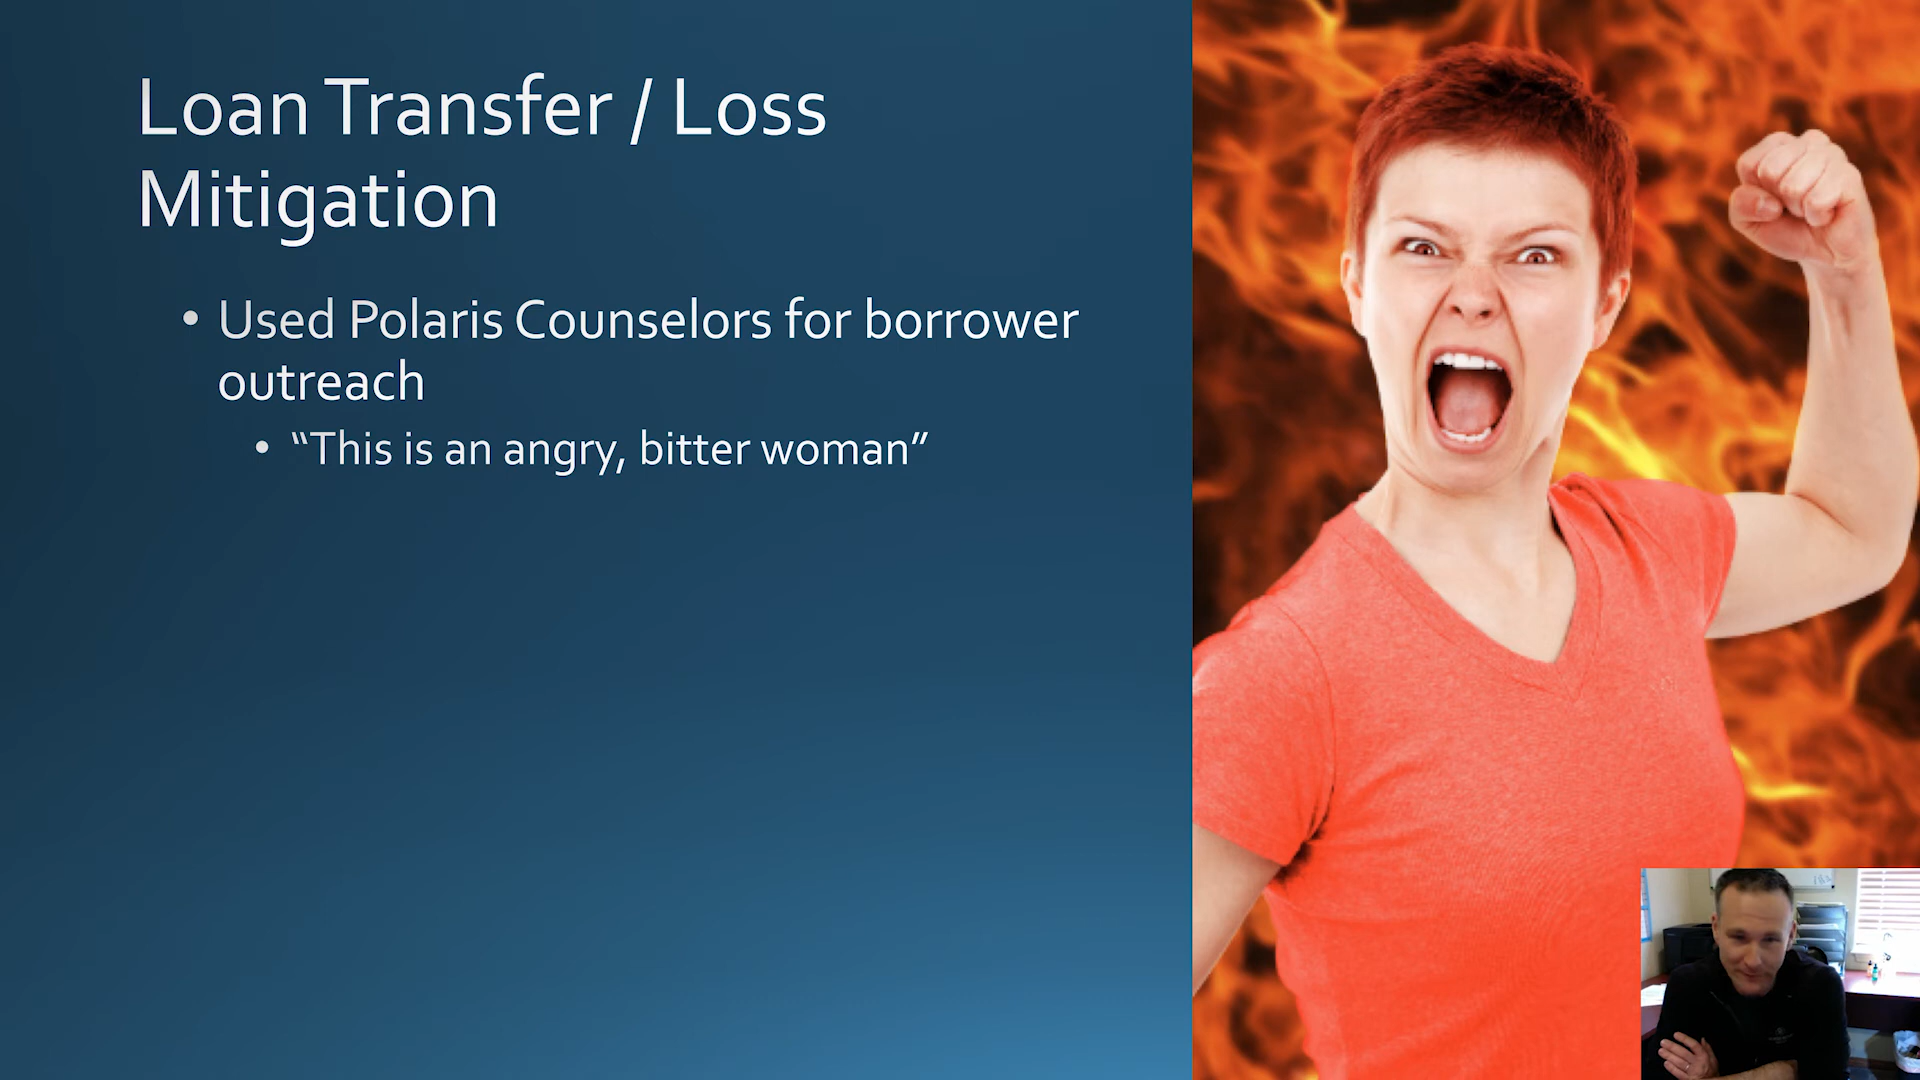 Loan Transfer / Loss
Mitigation
• Used Polaris Counselors for borrower
outreach
• “This is an angry, bitter woman”